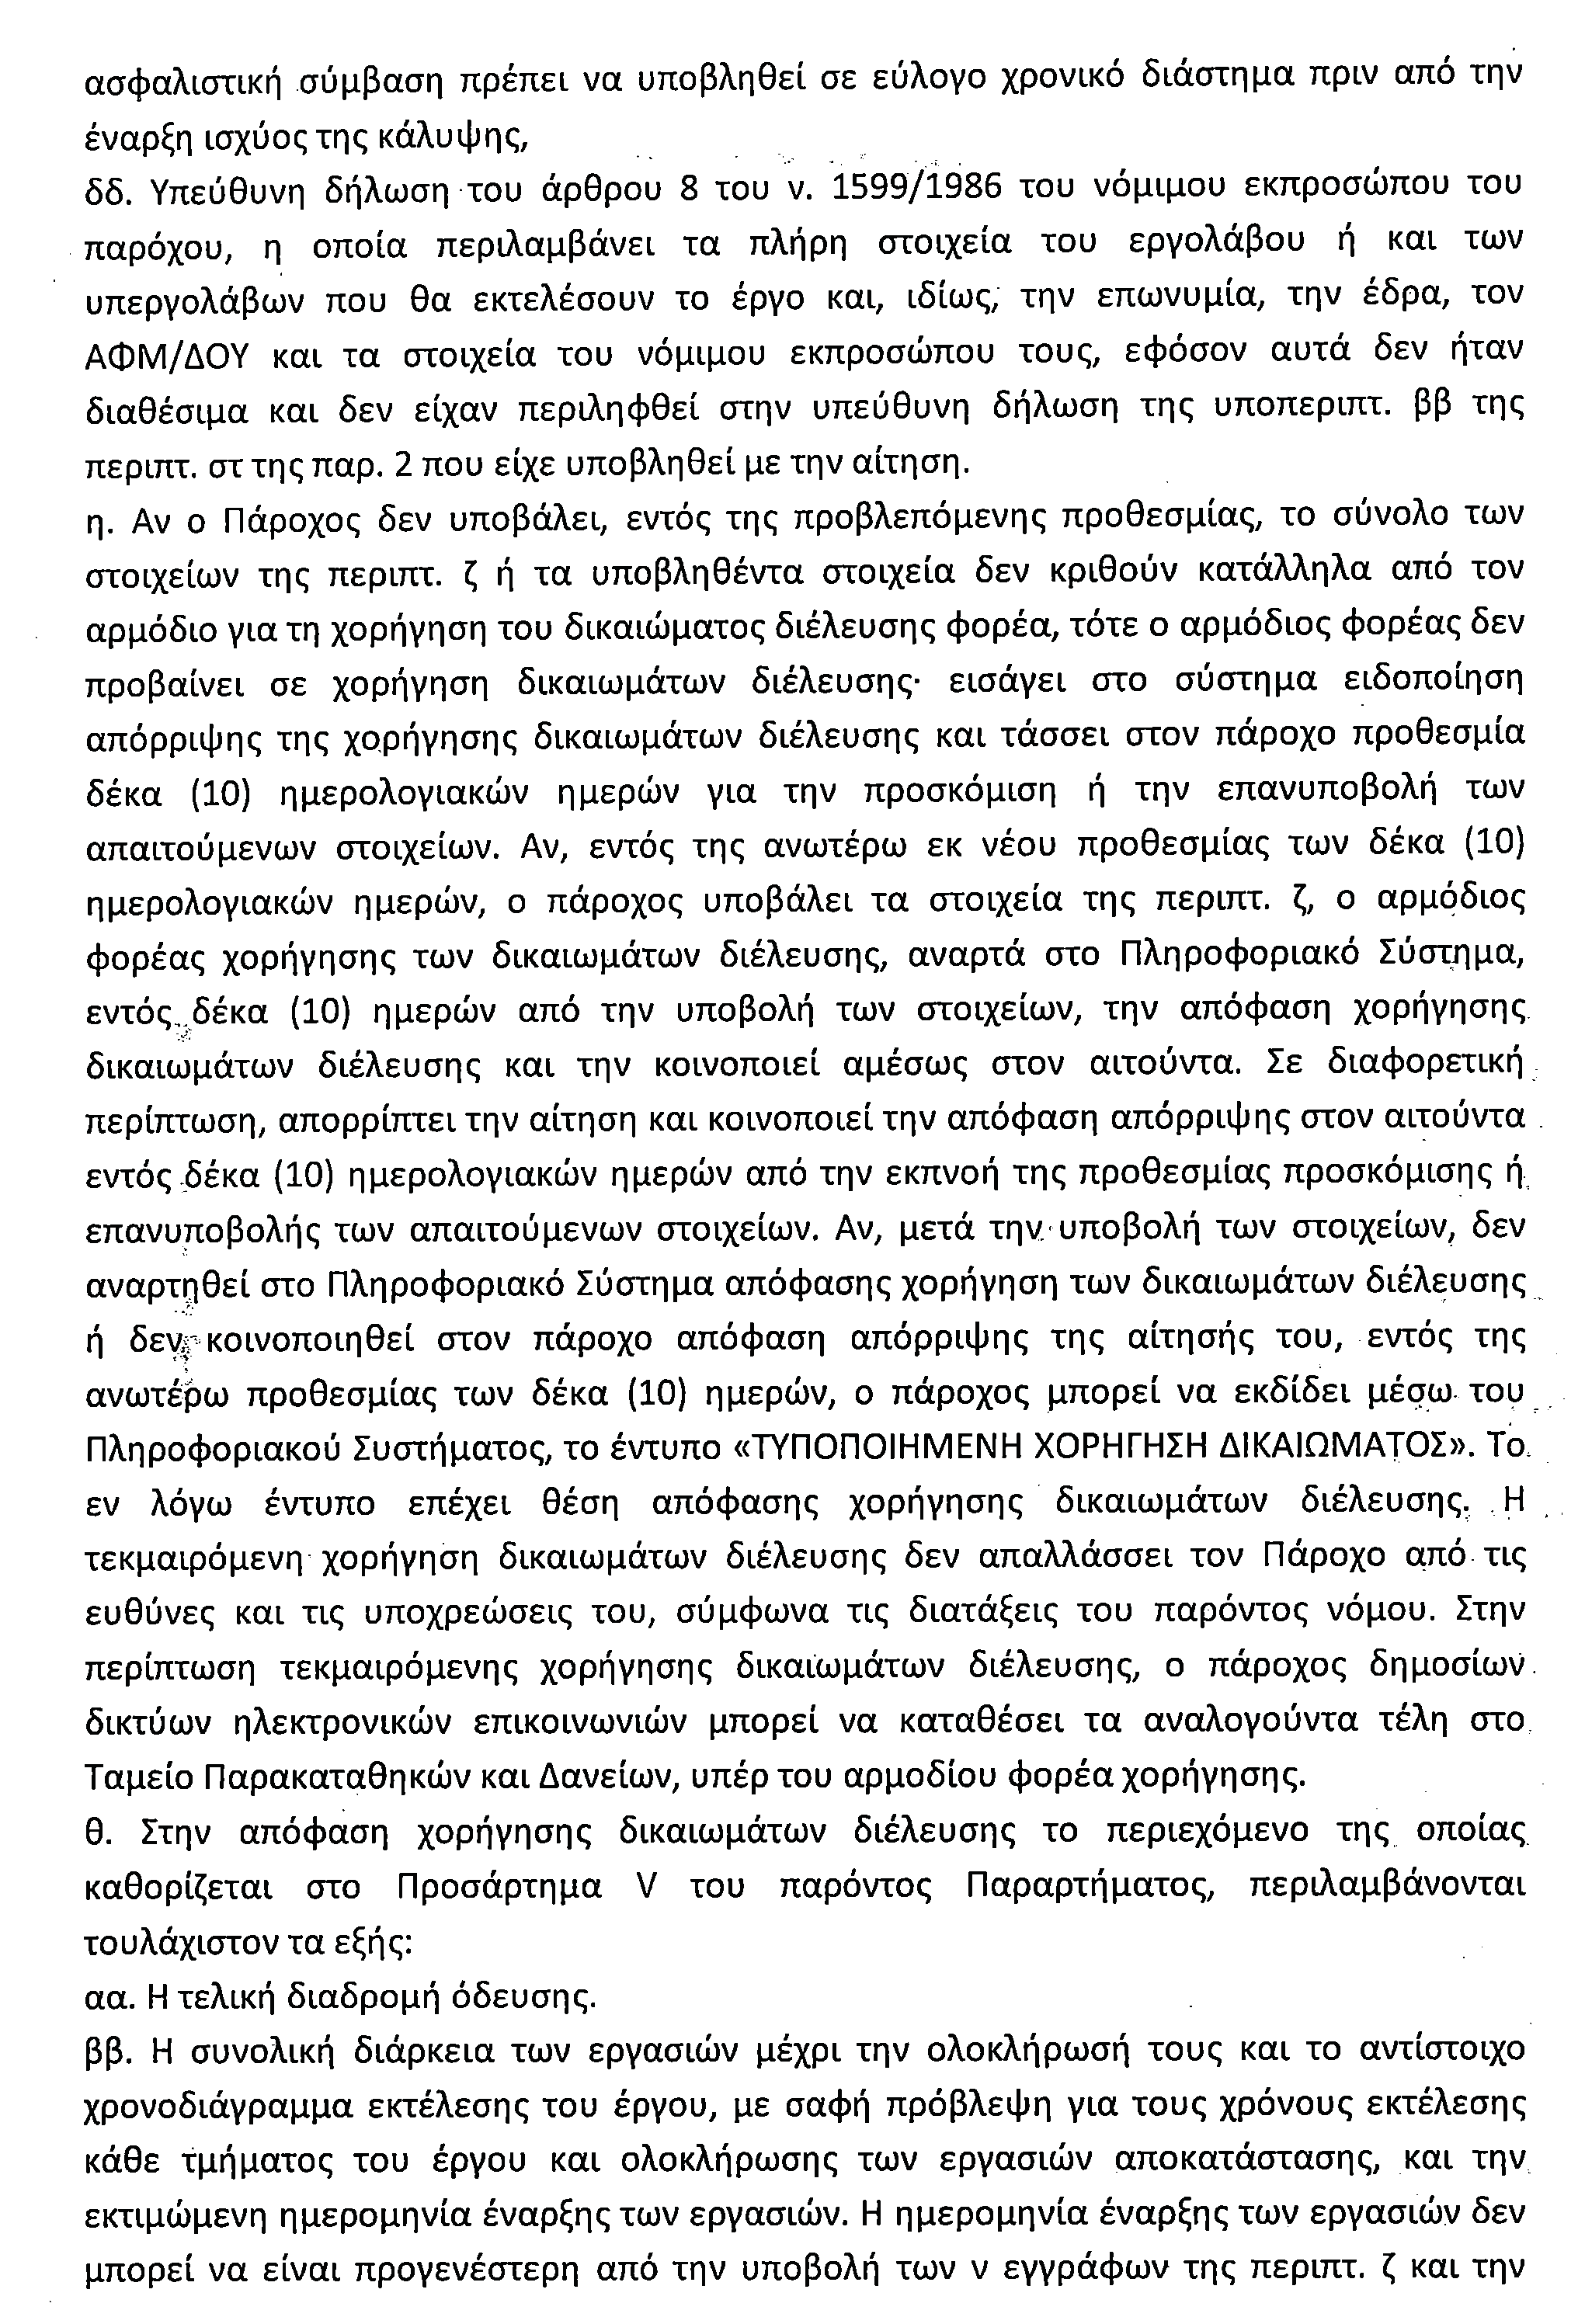 ασφαλιστική σύμβαση πρέπει να υποβληθεί σε εύλογο χρονικό διάστημα πριν από την
έναρξη ισχύος της κάλυψης,
δδ. Υπεύθυνη δήλωση του άρθρου 8 του ν. 1599/1986 του νόμιμου εκπροσώπου του
παρόχου, η οποία περιλαμβάνει τα πλήρη στοιχεία του εργολάβου ή και των
υπεργολάβων που θα εκτελέσουν το έργο και, ιδίως, την επωνυμία, την έδρα, τον
ΑΦΜ/ΔΟΥ και τα στοιχεία του νόμιμου εκπροσώπου τους, εφόσον αυτά δεν ήταν
διαθέσιμα και δεν είχαν περιληφθεί στην υπεύθυνη δήλωση της υποπεριπτ. ββ της
περιπτ. στ της παρ. 2 που είχε υποβληθεί με την αίτηση.
η. Αν ο Πάροχος δεν υποβάλει, εντός της προβλεπόμενης προθεσμίας, το σύνολο των
στοιχείων της περιπτ. ζ ή τα υποβληθέντα στοιχεία δεν κριθούν κατάλληλα από τον
αρμόδιο για τη χορήγηση του δικαιώματος διέλευσης φορέα, τότε ο αρμόδιος φορέας δεν
προβαίνει σε χορήγηση δικαιωμάτων διέλευσης· εισάγει στο σύστημα ειδοποίηση
απόρριψης της χορήγησης δικαιωμάτων διέλευσης και τάσσει στον πάροχο προθεσμία
δέκα (10) ημερολογιακών ημερών για την προσκόμιση ή την επανυποβολή των
απαιτούμενων στοιχείων. Αν, εντός της ανωτέρω εκ νέου προθεσμίας των δέκα (10)
ημερολογιακών ημερών, ο πάροχος υποβάλει τα στοιχεία της περιπτ. ζ, ο αρμόδιος
φορέας χορήγησης των δικαιωμάτων διέλευσης, αναρτά στο Πληροφοριακό Σύστημα,
εντός δέκα (10) ημερών από την υποβολή των στοιχείων, την απόφαση χορήγησης
δικαιωμάτων διέλευσης και την κοινοποιεί αμέσως στον αιτούντα. Σε διαφορετική
περίπτωση, απορρίπτει την αίτηση και κοινοποιεί την απόφαση απόρριψης στον αιτούντα
εντός δέκα (10) ημερολογιακών ημερών από την εκπνοή της προθεσμίας προσκόμισης ή
επανυποβολής των απαιτούμενων στοιχείων. Αν, μετά την υποβολή των στοιχείων, δεν
αναρτηθεί στο Πληροφοριακό Σύστημα απόφασης χορήγηση των δικαιωμάτων διέλευσης
ή δεν κοινοποιηθεί στον πάροχο απόφαση απόρριψης της αίτησής του, εντός της
ανωτέρω προθεσμίας των δέκα (10) ημερών, ο πάροχος μπορεί να εκδίδει μέσω του
Πληροφοριακού Συστήματος, το έντυπο «ΤΥΠΟΠΟΙΗΜΕΝΗ ΧΟΡΗΓΗΣΗ ΔΙΚΑΙΩΜΑΤΟΣ». Το
εν λόγω έντυπο επέχει θέση απόφασης χορήγησης δικαιωμάτων διέλευσης. Η
τεκμαιρόμενη χορήγηση δικαιωμάτων διέλευσης δεν απαλλάσσει τον Πάροχο από τις
ευθύνες και τις υποχρεώσεις του, σύμφωνα τις διατάξεις του παρόντος νόμου. Στην
περίπτωση τεκμαιρόμενης χορήγησης δικαιωμάτων διέλευσης, ο πάροχος δημοσίων
δικτύων ηλεκτρονικών επικοινωνιών μπορεί να καταθέσει τα αναλογούντα τέλη στο
Ταμείο Παρακαταθηκών και Δανείων, υπέρ του αρμοδίου φορέα χορήγησης.
θ. Στην απόφαση χορήγησης δικαιωμάτων διέλευσης το περιεχόμενο της οποίας
καθορίζεται στο Προσάρτημα V του παρόντος Παραρτήματος, περιλαμβάνονται
τουλάχιστον τα εξής:
αα. Η τελική διαδρομή όδευσης.
ββ. Η συνολική διάρκεια των εργασιών μέχρι την ολοκλήρωσή τους και το αντίστοιχο
χρονοδιάγραμμα εκτέλεσης του έργου, με σαφή πρόβλεψη για τους χρόνους εκτέλεσης
κάθε τμήματος του έργου και ολοκλήρωσης των εργασιών αποκατάστασης, και την
εκτιμώμενη ημερομηνία έναρξης των εργασιών. Η ημερομηνία έναρξης των εργασιών δεν
μπορεί να είναι προγενέστερη από την υποβολή των ν εγγράφων της περιπτ. ζ και την